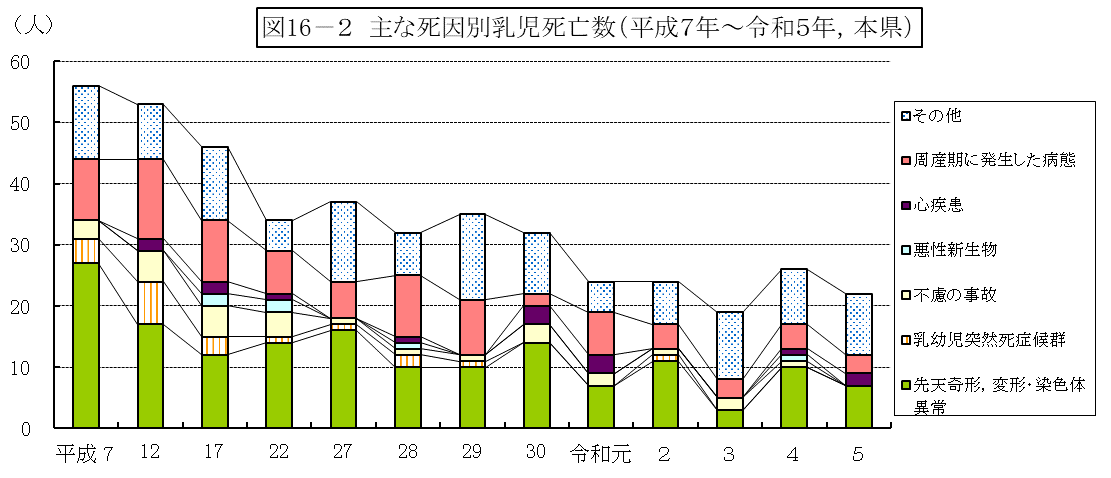 （人）
図16－２ 主な死因別乳児死亡数（平成７年～令和５年，本県）
60
50
40
30
20
10
0
平成７ 12 17 22 27 28 29 30 令和元 2 3 4 5
その他
周産期に発生した病態
心疾患
悪性新生物
不慮の事故
乳幼児突然死症候群
先天奇形，変形・染色体
異常